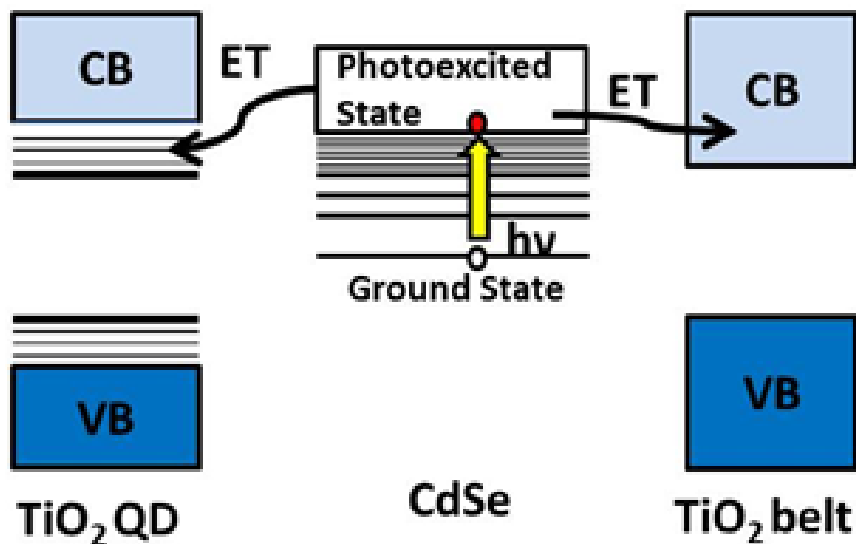 CB
ET
Photoexcited
State
ET
CB
hν
Ground State
VB
VB
TiO₂ QD
CdSe
TiO₂ belt